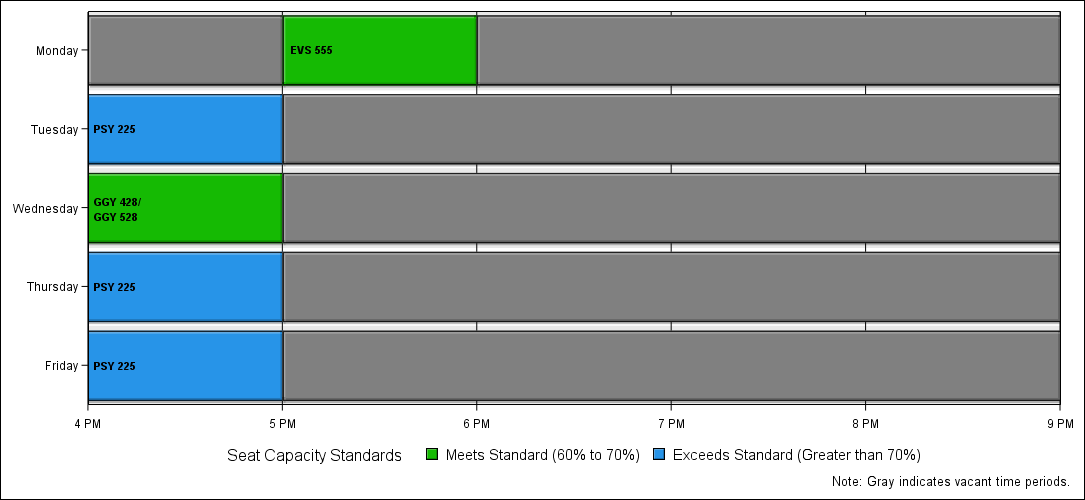 Monday
EVS 555
Tuesday
PSY 225
Wednesday
GGY 428/
GGY 528
Thursday
PSY 225
Friday
PSY 225
4 PM 5 PM 6 PM 7 PM 8 PM 9 PM
Seat Capacity Standards Meets Standard (60% to 70%) Exceeds Standard (Greater than 70%)
Note: Gray indicates vacant time periods.